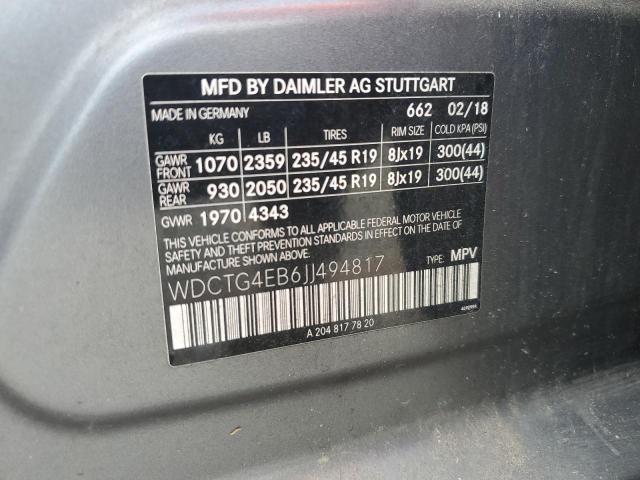 MFD BY DAIMLER AG STUTTGART
MADE IN GERMANY 662 02/18
KG LB TIRES RIM SIZE COLD KPA (PSI)
GAWR FRONT 1070 2359 235/45 R19 8Jx19 300(44)
GAWR REAR 930 2050 235/45 R19 8Jx19 300(44)
GVWR 1970 4343
THIS VEHICLE CONFORMS TO ALL APPLICABLE FEDERAL MOTOR VEHICLE
SAFETY AND THEFT PREVENTION STANDARDS IN EFFECT ON THE DATE
OF MANUFACTURE SHOWN ABOVE.
WDCTG4EB6JJ494817 TYPE: MPV
A 204 817 78 20